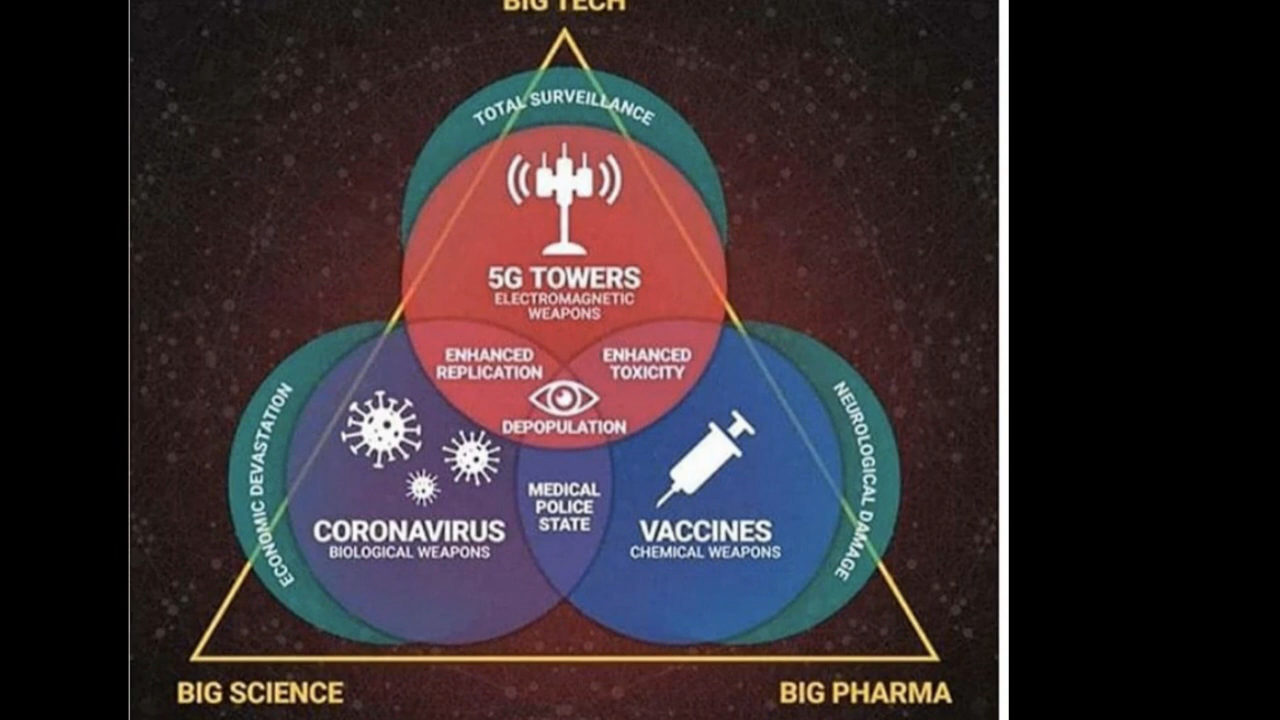 BIG TECH
TOTAL SURVEILLANCE
5G TOWERS
ELECTROMAGNETIC
WEAPONS
ENHANCED
REPLICATION
ENHANCED
TOXICITY
DEPOPULATION
ECONOMIC DEVASTATION
NEUROLOGICAL DAMAGE
MEDICAL
POLICE
STATE
CORONAVIRUS
BIOLOGICAL WEAPONS
VACCINES
CHEMICAL WEAPONS
BIG SCIENCE
BIG PHARMA